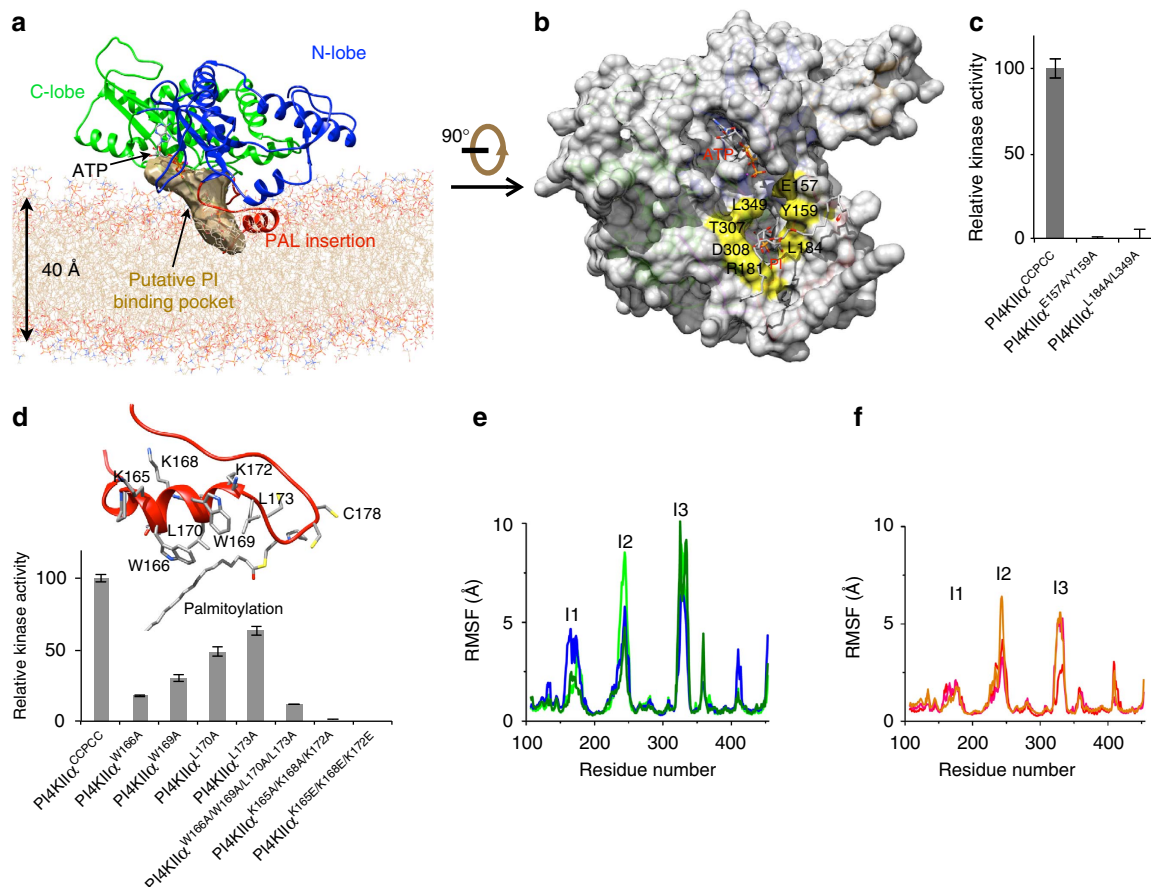 a
N-lobe
C-lobe
ATP
PAL insertion
40 Å
Putative PI
binding pocket
90°
b
ATP
E157
L349
Y159
T307
D308
L184
R181
PI
c
Relative kinase activity
100
50
0
PI4KIIα^CCPCC
PI4KIIα^E157A/Y159A
PI4KIIα^L184A/L349A
d
K168
K165
K172
L173
C178
L170
W169
W166
Palmitoylation
Relative kinase activity
100
50
0
PI4KIIα^CCPCC
PI4KIIα^W166A
PI4KIIα^W169A
PI4KIIα^L170A
PI4KIIα^L173A
PI4KIIα^W166A/W169A/L170A/L173A
PI4KIIα^K165A/K168A/K172A
PI4KIIα^K165E/K168E/K172E
e
RMSF (Å)
10
5
0
I1
I2
I3
100 200 300 400
Residue number
f
RMSF (Å)
10
5
0
I1
I2
I3
100 200 300 400
Residue number